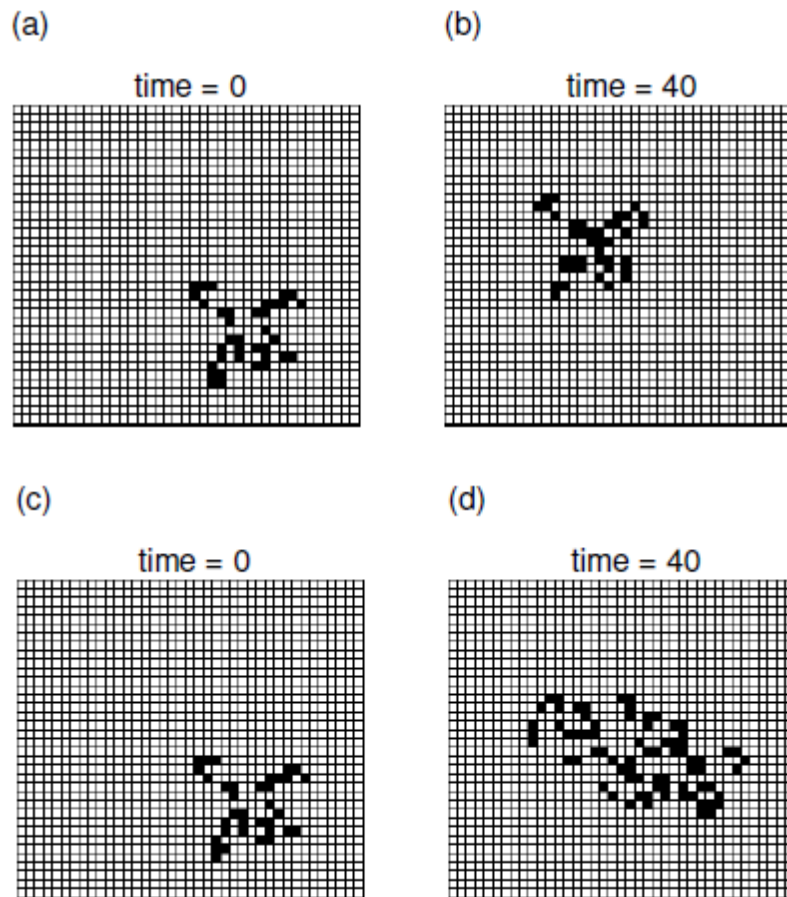 (a)
(b)
time = 0
time = 40
(c)
(d)
time = 0
time = 40